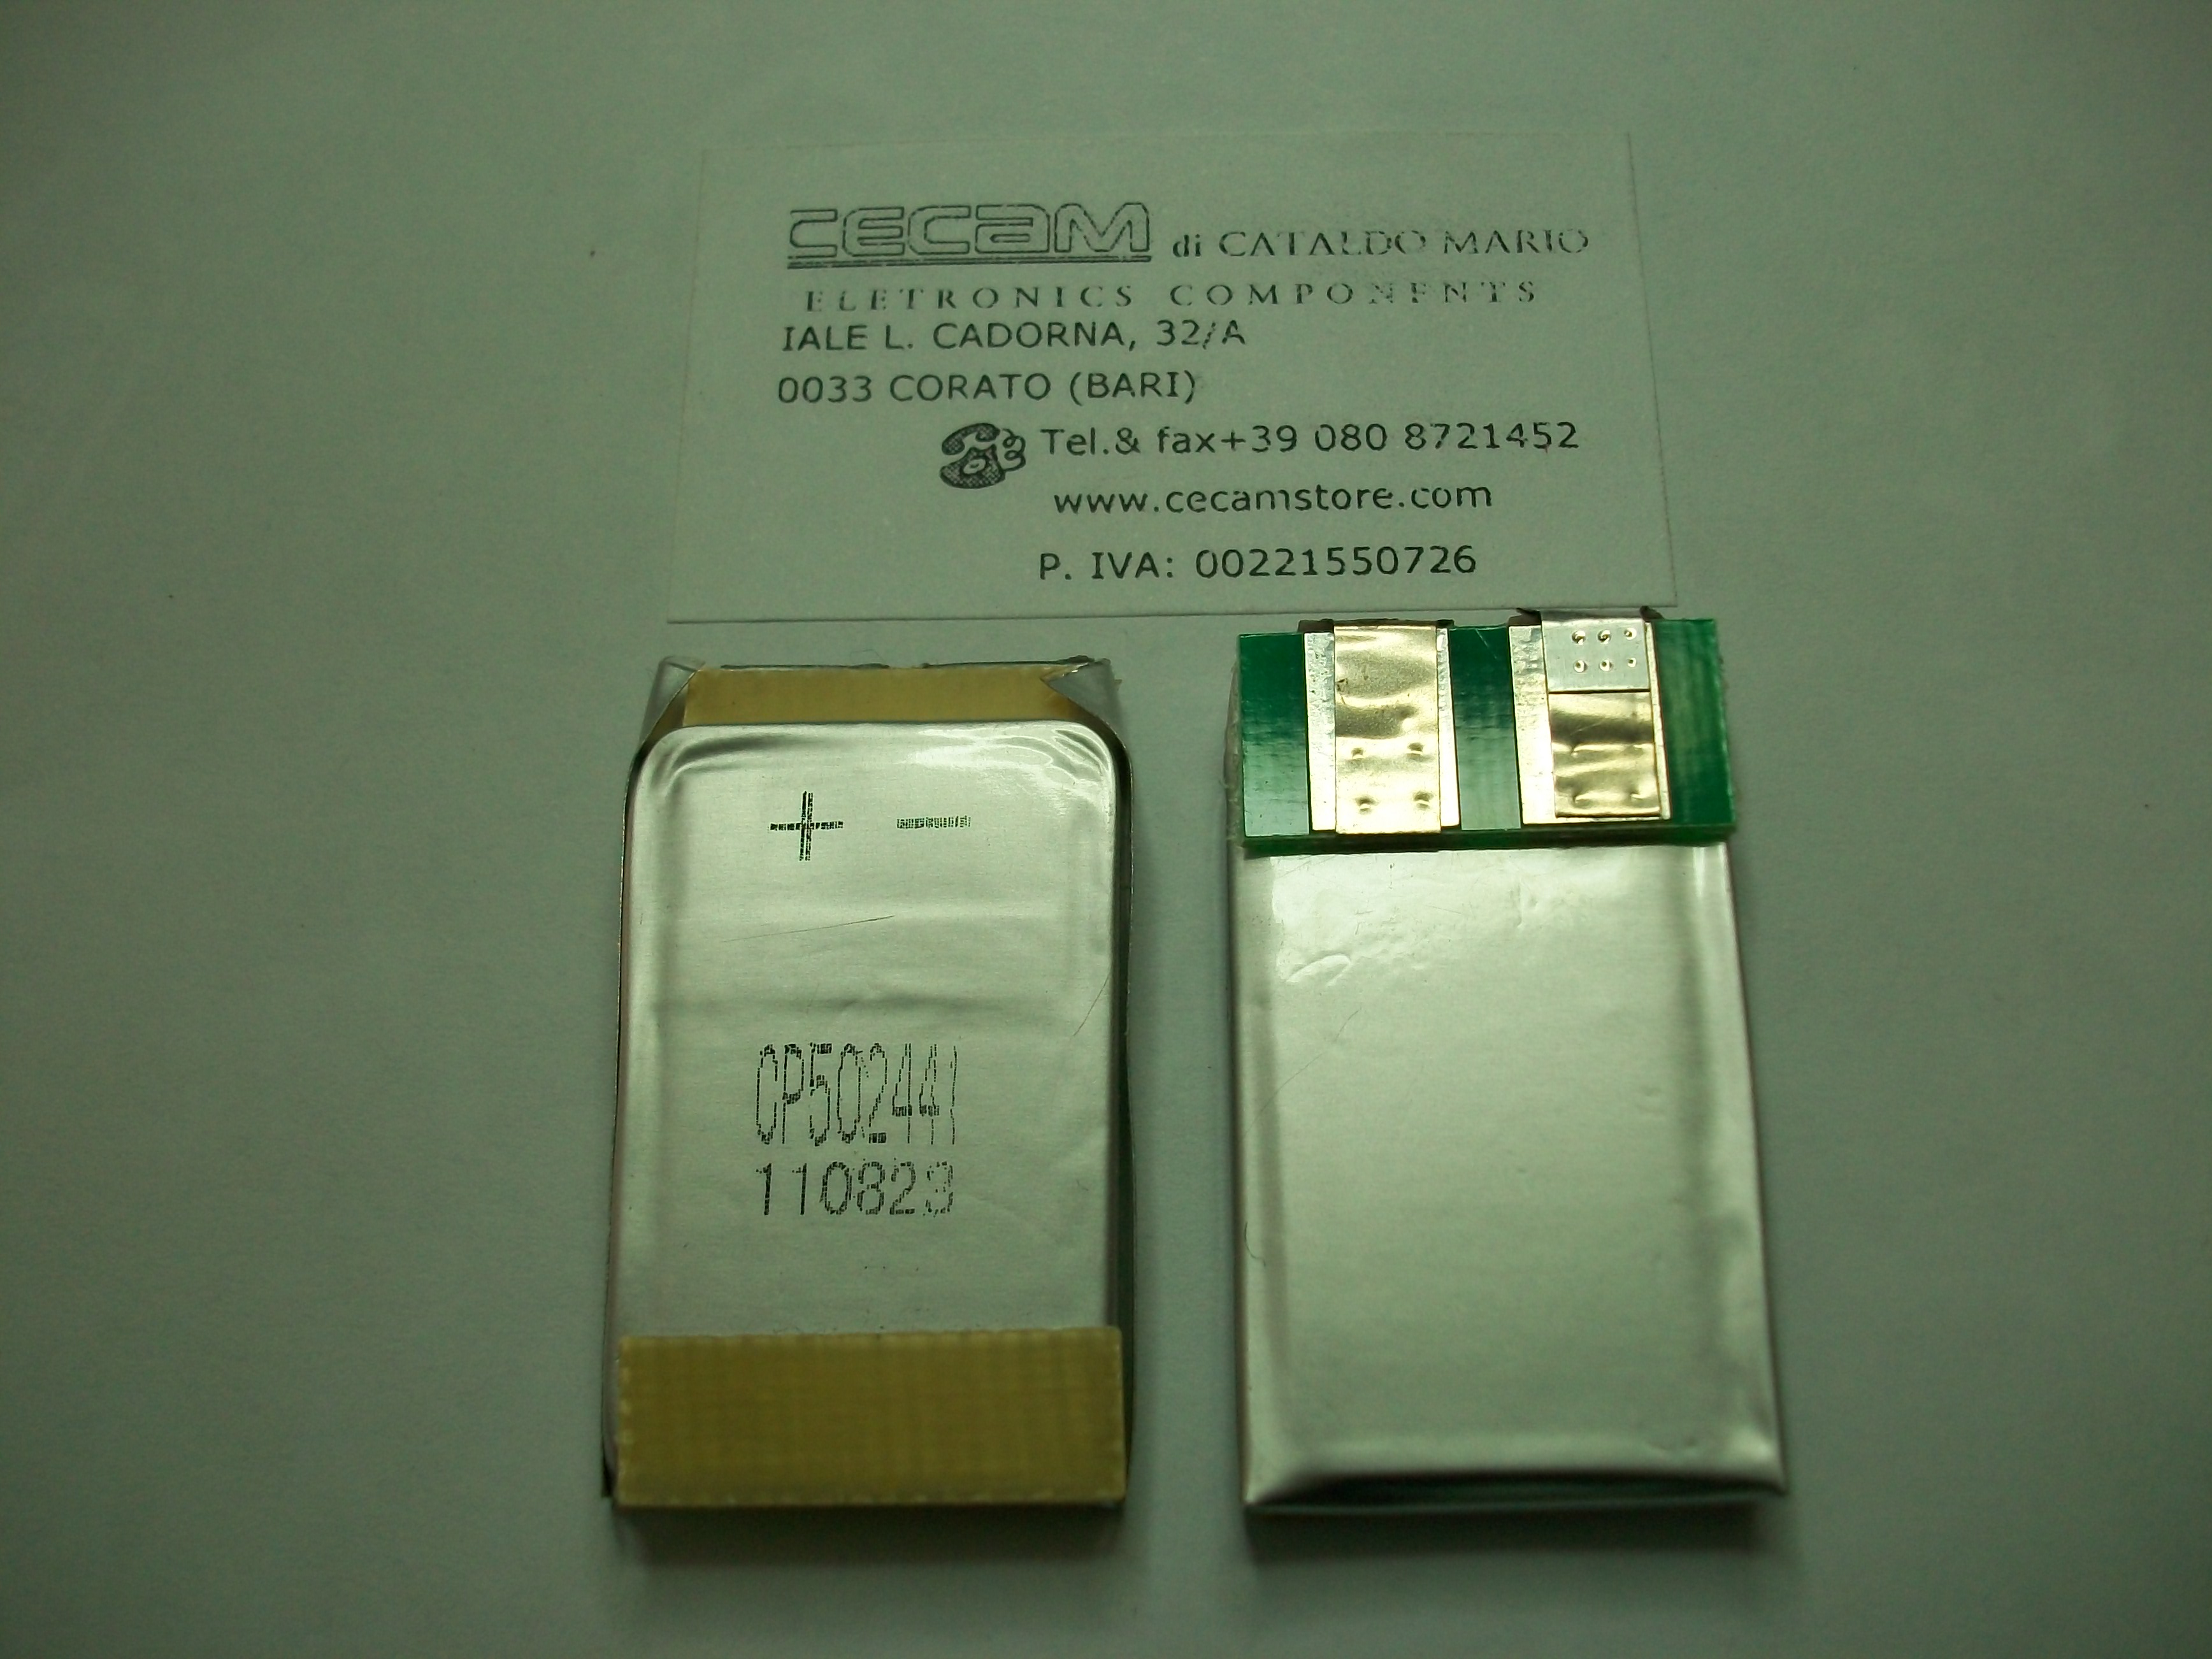 CECAM di CATALDO MARIO
ELETRONICS COMPONENTS
IALE L. CADORNA, 32/A
0033 CORATO (BARI)
Tel.& fax+39 080 8721452
www.cecamstore.com
P. IVA: 00221550726
+ -
CP502441
110823